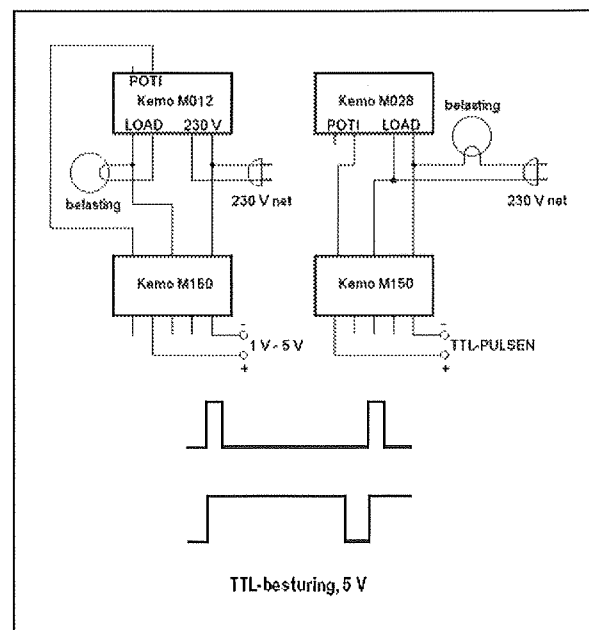 POTI
Kemo M012
LOAD 230 V
belasting
230 V net
Kemo M150
-
1 V - 5 V
+
Kemo M028
POTI LOAD
belasting
230 V net
Kemo M150
-
TTL-PULSEN
+
TTL-besturing, 5 V